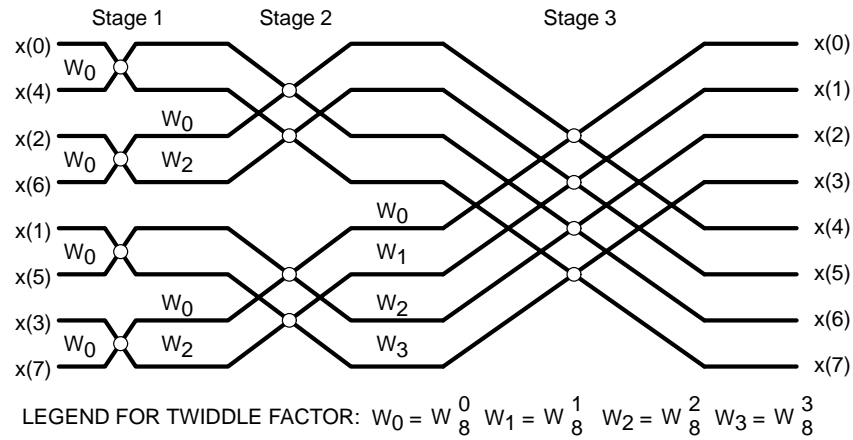 Stage 1 Stage 2 Stage 3
x(0) x(0)
W0
x(4) x(1)
W0
x(2) x(2)
W0 W2
x(6) x(3)
W0
x(1) x(4)
W0 W1
x(5) x(5)
W0 W2
x(3) x(6)
W0 W2 W3
x(7) x(7)
LEGEND FOR TWIDDLE FACTOR: W0 = W 0 8 W1 = W 1 8 W2 = W 2 8 W3 = W 3 8